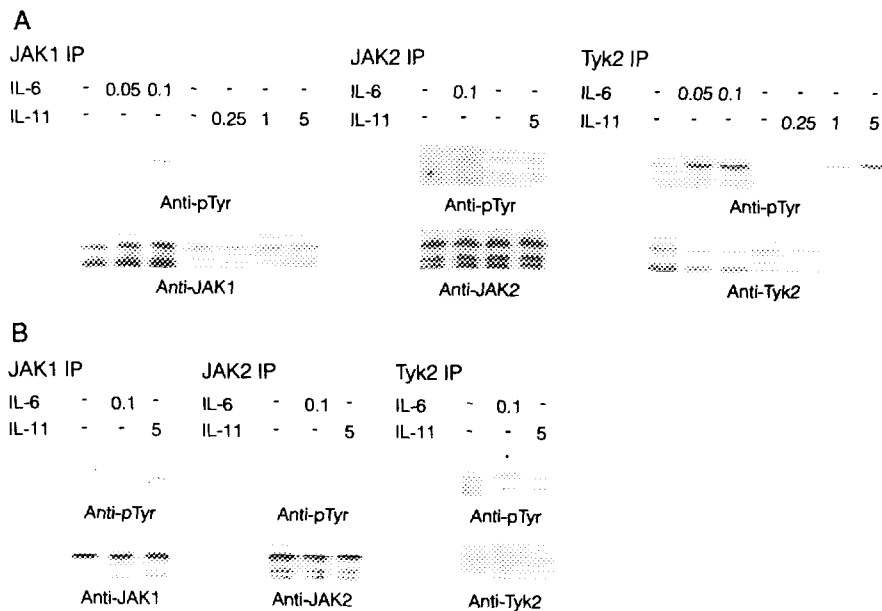 A
JAK1 IP
IL-6 - 0.05 0.1 - - - -
IL-11 - - - - 0.25 1 5
Anti-pTyr
Anti-JAK1
JAK2 IP
IL-6 - 0.1 - -
IL-11 - - - 5
Anti-pTyr
Anti-JAK2
Tyk2 IP
IL-6 - 0.05 0.1 - - - -
IL-11 - - - - 0.25 1 5
Anti-pTyr
Anti-Tyk2
B
JAK1 IP
IL-6 - 0.1 -
IL-11 - - 5
Anti-pTyr
Anti-JAK1
JAK2 IP
IL-6 - 0.1 -
IL-11 - - 5
Anti-pTyr
Anti-JAK2
Tyk2 IP
IL-6 - 0.1 -
IL-11 - - 5
Anti-pTyr
Anti-Tyk2